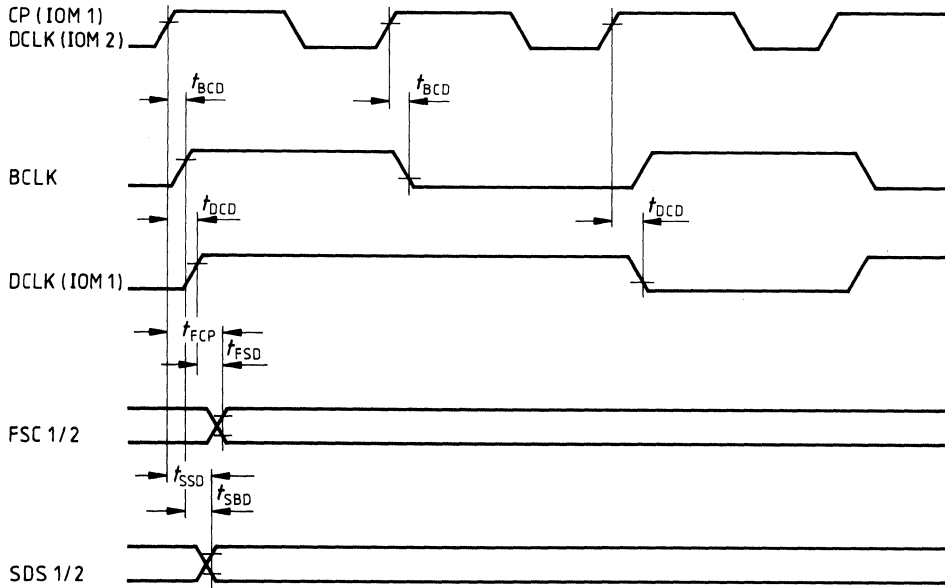 CP (IOM 1)
DCLK (IOM 2)
tBCD tBCD
BCLK
tDCD tDCD
DCLK (IOM 1)
tFCP
tFSD
FSC 1/2
tSSD
tSBD
SDS 1/2